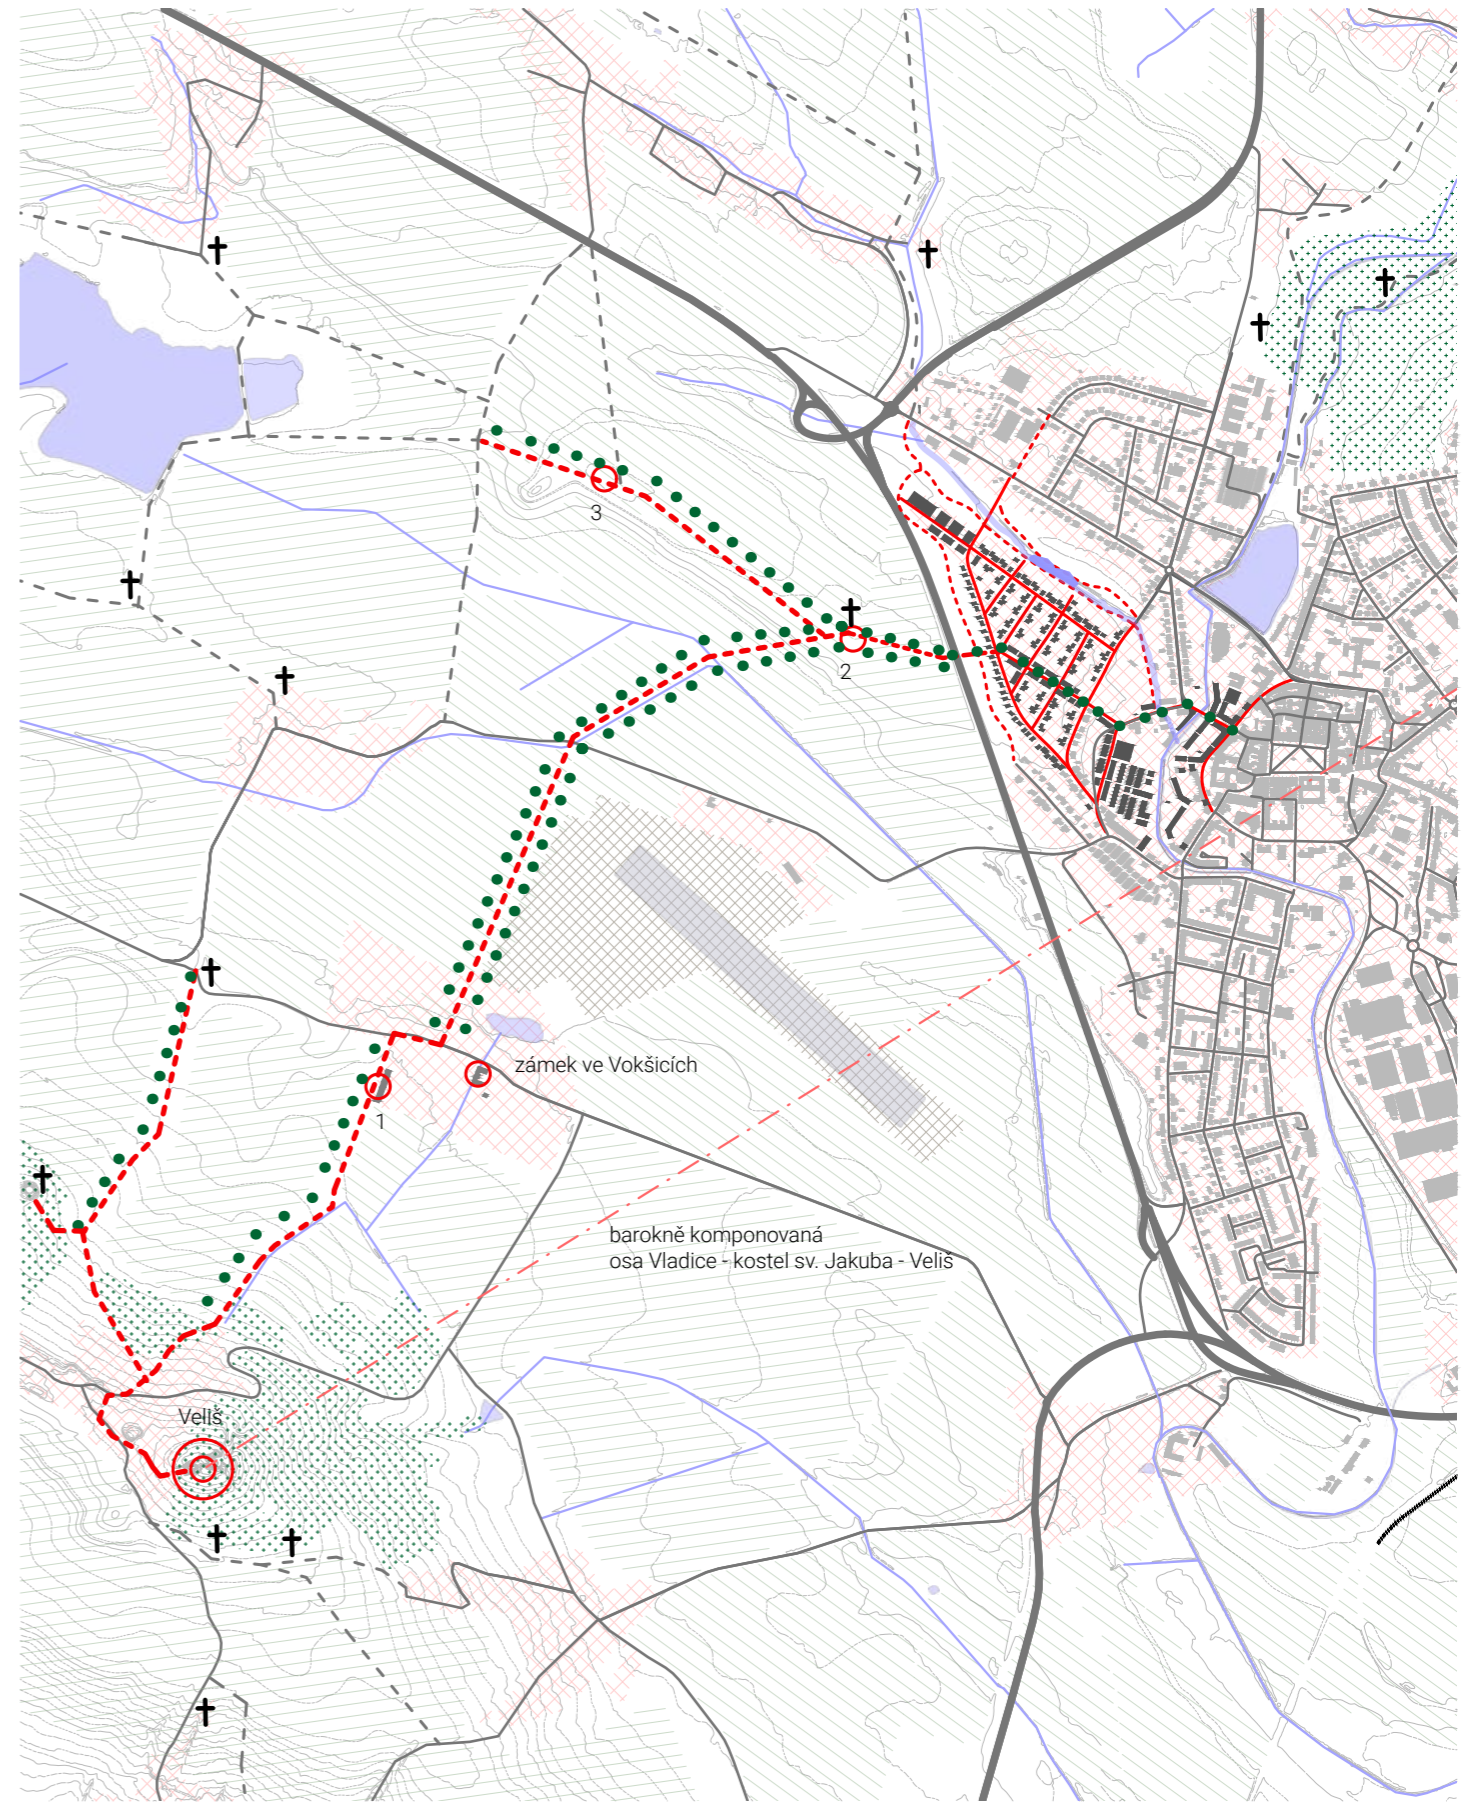 3
2
zámek ve Vokšicích
1
barokně komponovaná
osa Vladice - kostel sv. Jakuba - Veliš
Veliš